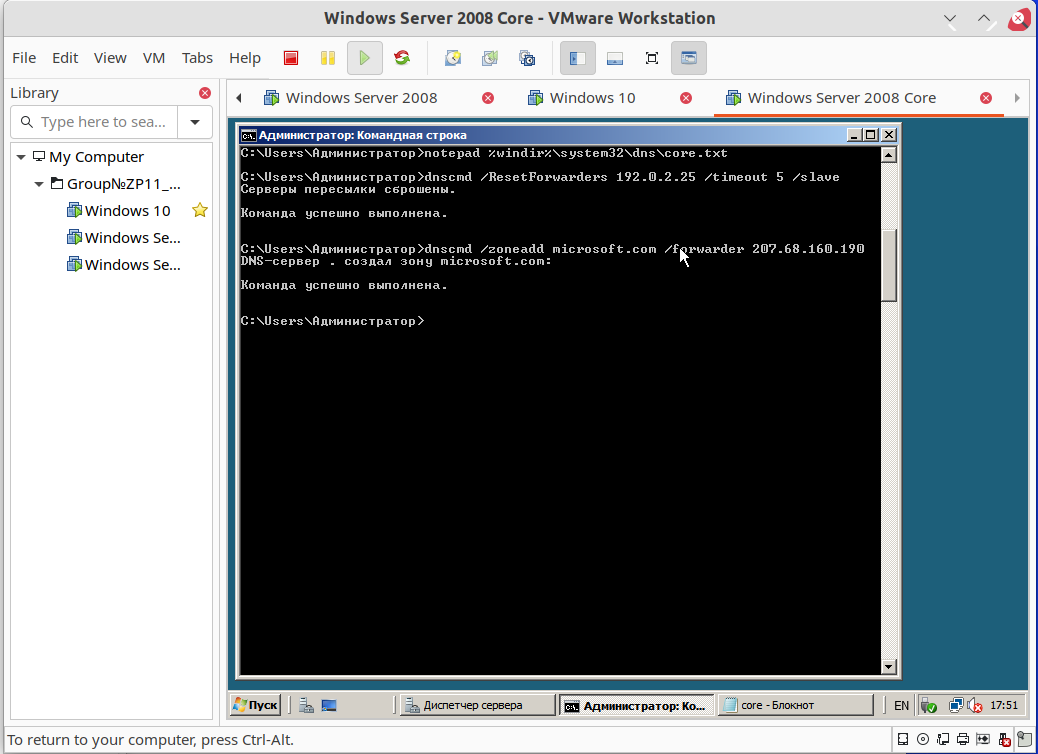 Windows Server 2008 Core - VMware Workstation
File Edit View VM Tabs Help
Library
Type here to sea...
My Computer
Group№ZP11_...
Windows 10
Windows Se...
Windows Se...
Windows Server 2008
Windows 10
Windows Server 2008 Core
Администратор: Командная строка
C:\Users\Администратор>notepad %windir%\system32\dns\core.txt
C:\Users\Администратор>dnscmd /ResetForwarders 192.0.2.25 /timeout 5 /slave
Серверы пересылки сброшены.
Команда успешно выполнена.
C:\Users\Администратор>dnscmd /zoneadd microsoft.com /forwarder 207.68.160.190
DNS-сервер . создал зону microsoft.com:
Команда успешно выполнена.
C:\Users\Администратор>
Пуск
Диспетчер сервера
Администратор: Ко...
core - Блокнот
EN
17:51
To return to your computer, press Ctrl-Alt.